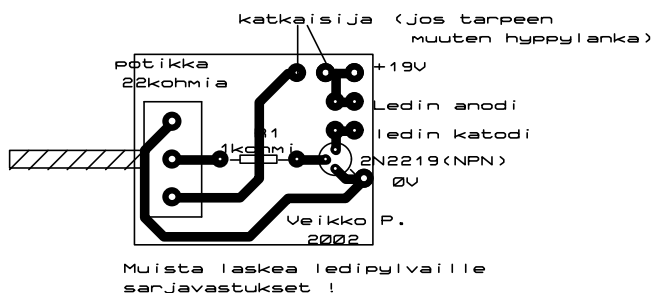 katkaisija (jos tarpeen
muuten hyppylanka)
potikka
22kohmia
+19V
Ledin anodi
R1
1kohmi
ledin katodi
2N2219(NPN)
0V
Veikko P.
2002
Muista laskea ledipylvaille
sarjavastukset !